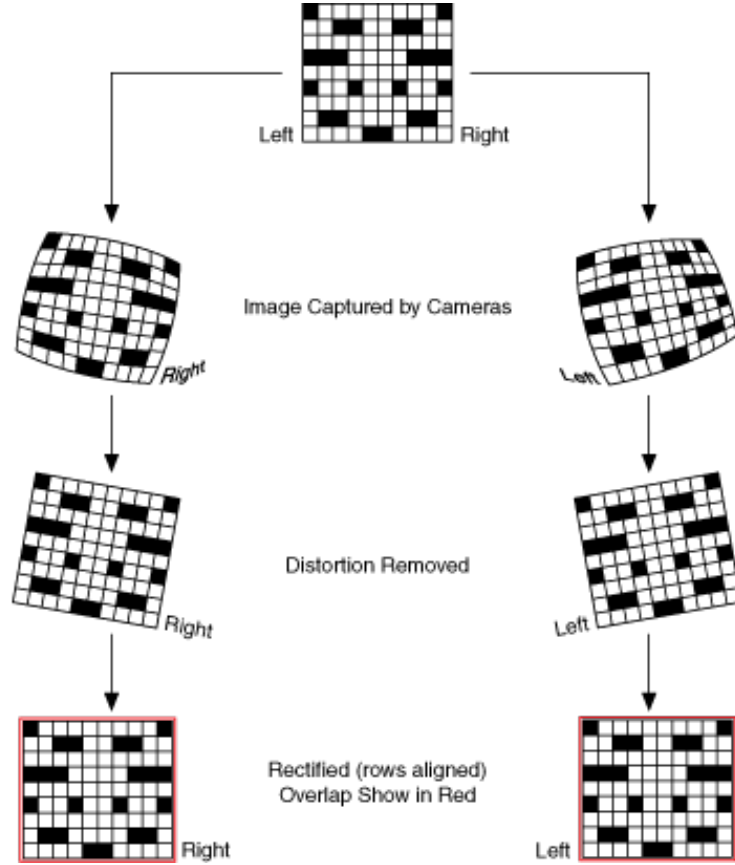 Left
Right
Image Captured by Cameras
Right
Left
Distortion Removed
Right
Left
Rectified (rows aligned)
Overlap Show in Red
Right
Left